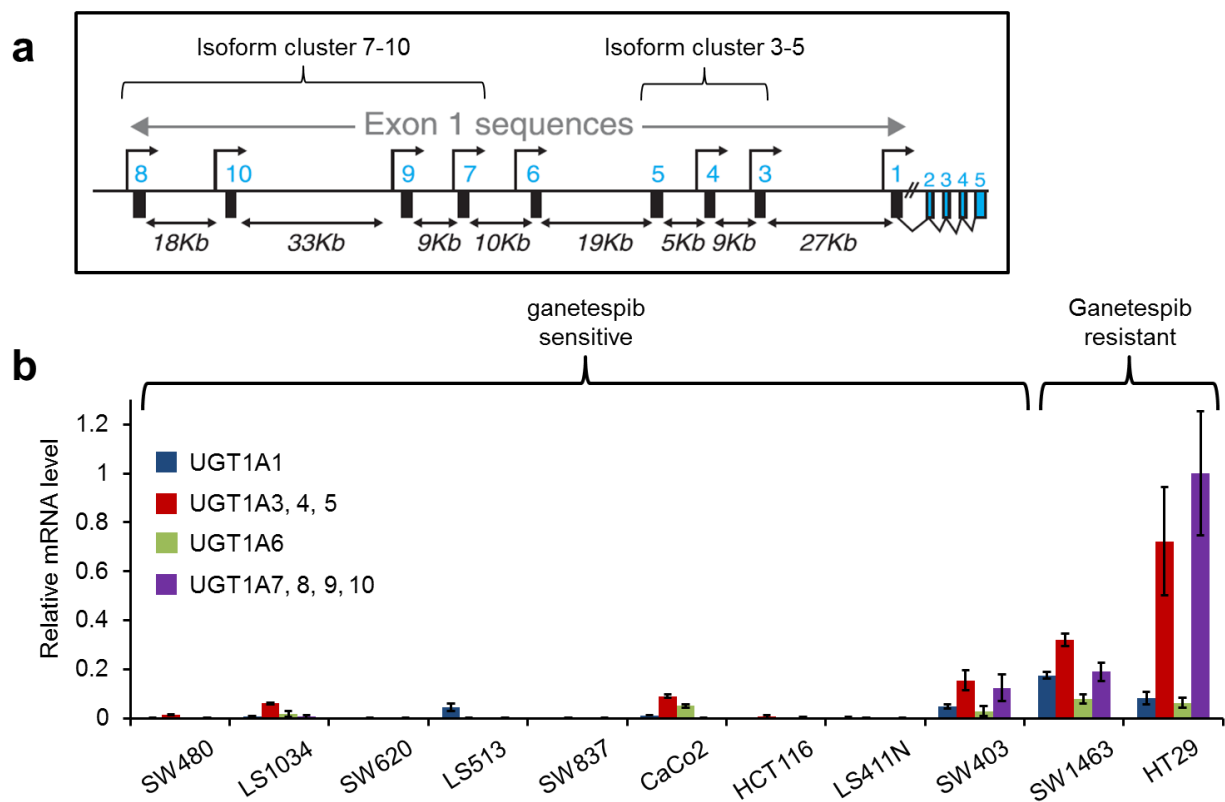 a
Isoform cluster 7-10
Isoform cluster 3-5
Exon 1 sequences
8 10 9 7 6 5 4 3 1 2 3 4 5
18Kb 33Kb 9Kb 10Kb 19Kb 5Kb 9Kb 27Kb
ganetespib
sensitive
Ganetespib
resistant
b
Relative mRNA level
1.2
1
0.8
0.6
0.4
0.2
0
UGT1A1
UGT1A3, 4, 5
UGT1A6
UGT1A7, 8, 9, 10
SW480
LS1034
SW620
LS513
SW837
CaCo2
HCT116
LS411N
SW403
SW1463
HT29